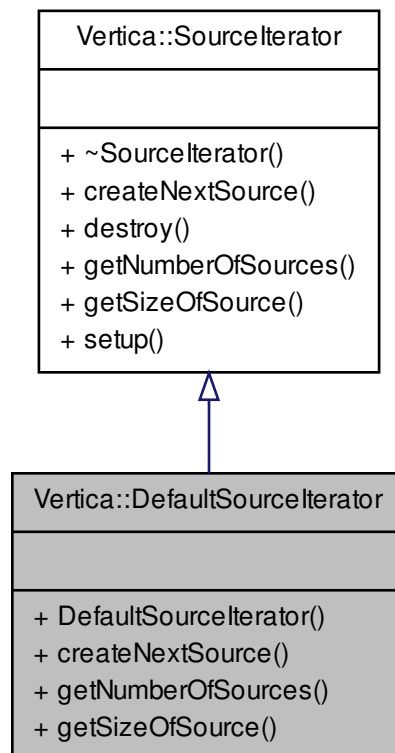 Vertica::SourceIterator
+ ~SourceIterator()
+ createNextSource()
+ destroy()
+ getNumberOfSources()
+ getSizeOfSource()
+ setup()
Vertica::DefaultSourceIterator
+ DefaultSourceIterator()
+ createNextSource()
+ getNumberOfSources()
+ getSizeOfSource()